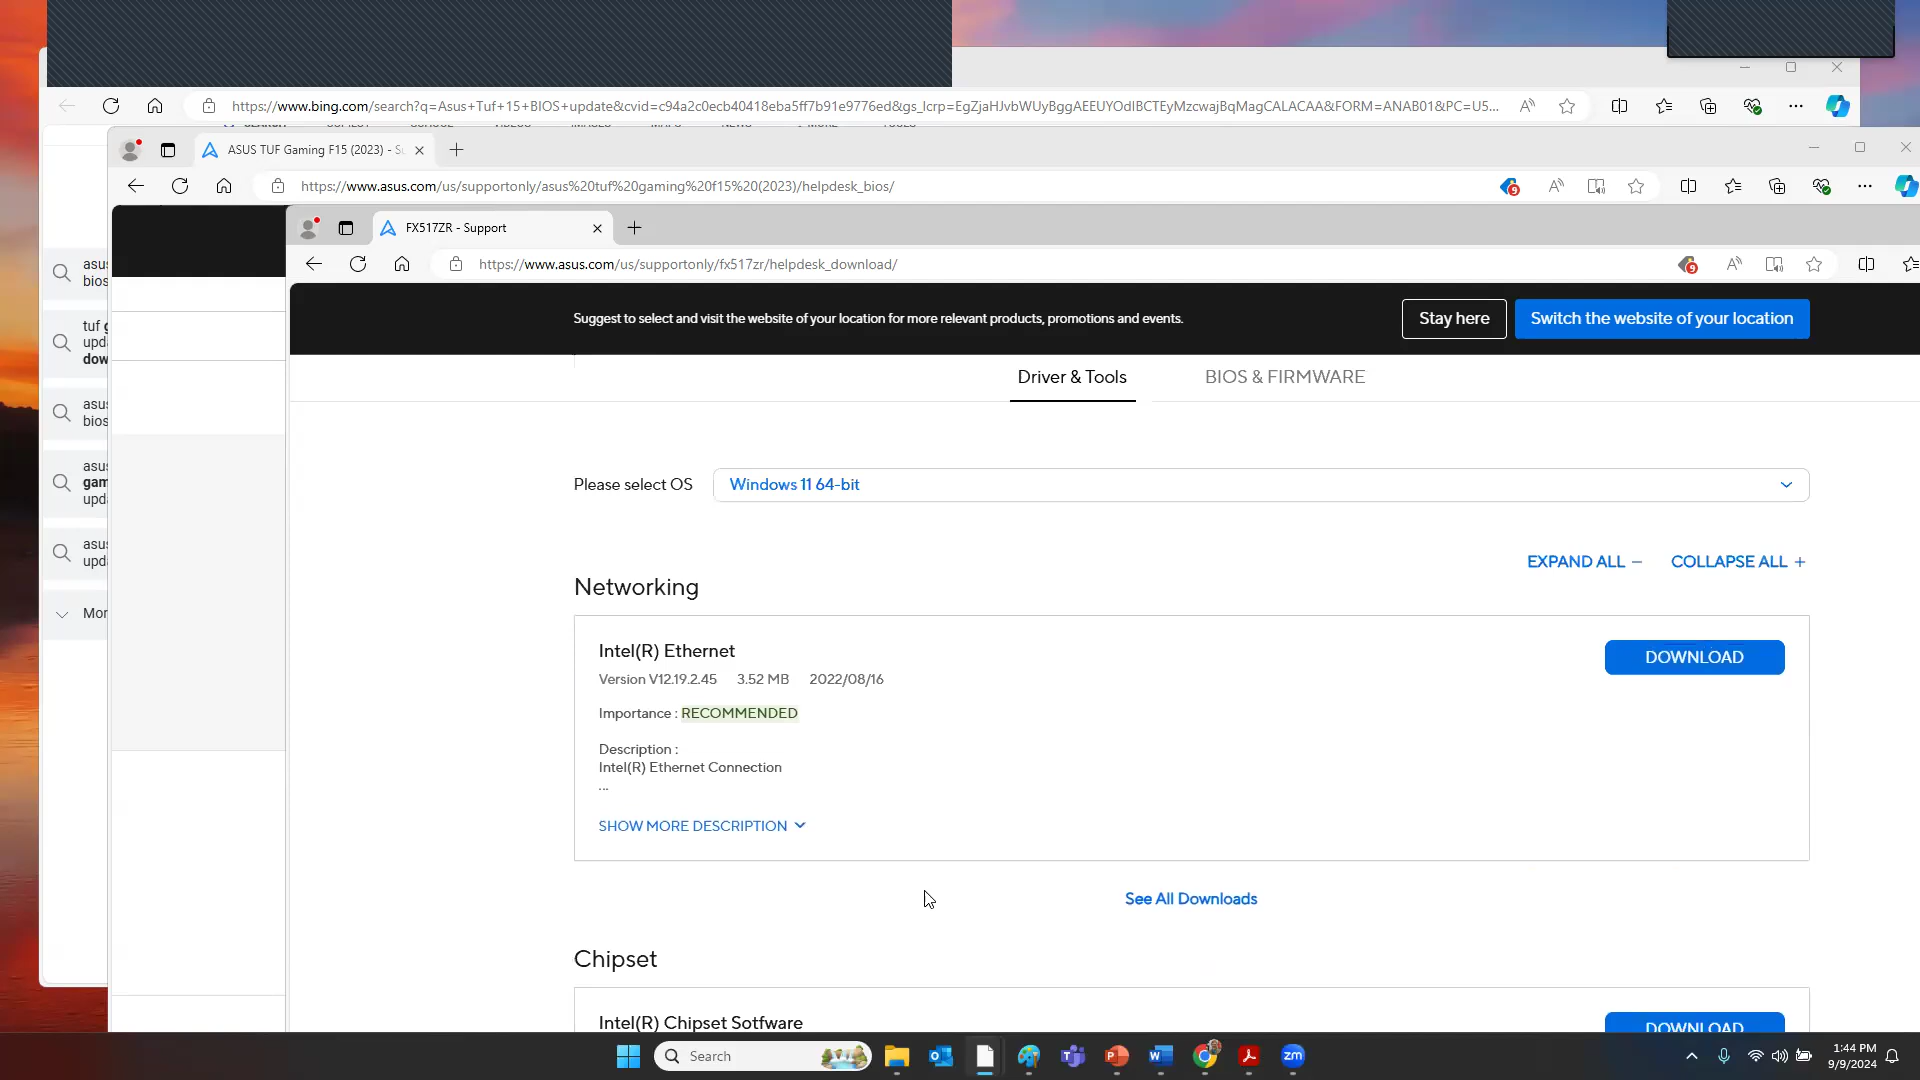 https://www.bing.com/search?q=Asus+Tuf+15+BIOS+update&cvid=c94a2c0ecb40418eba5ff7b91e9776ed&gs_lcrp=EgZjaHJvbWUyBggAEEUYOdIBCTEyMzcwajBqMagCALACAA&FORM=ANAB01&PC=U5...
ASUS TUF Gaming F15 (2023) - S
https://www.asus.com/us/supportonly/asus%20tuf%20gaming%20f15%20(2023)/helpdesk_bios/
9
FX517ZR - Support
https://www.asus.com/us/supportonly/fx517zr/helpdesk_download/
9
asus
bios
tuf g
upd
dow
asus
bios
asus
gam
upd
asus
upd
Mor
Suggest to select and visit the website of your location for more relevant products, promotions and events.
Stay here
Switch the website of your location
Driver & Tools
BIOS & FIRMWARE
Please select OS
Windows 11 64-bit
EXPAND ALL −
COLLAPSE ALL +
Networking
Intel(R) Ethernet
DOWNLOAD
Version V12.19.2.45 3.52 MB 2022/08/16
Importance : RECOMMENDED
Description :
Intel(R) Ethernet Connection
...
SHOW MORE DESCRIPTION
See All Downloads
Chipset
Intel(R) Chipset Sotfware
DOWNLOAD
Search
zm
1:44 PM
9/9/2024